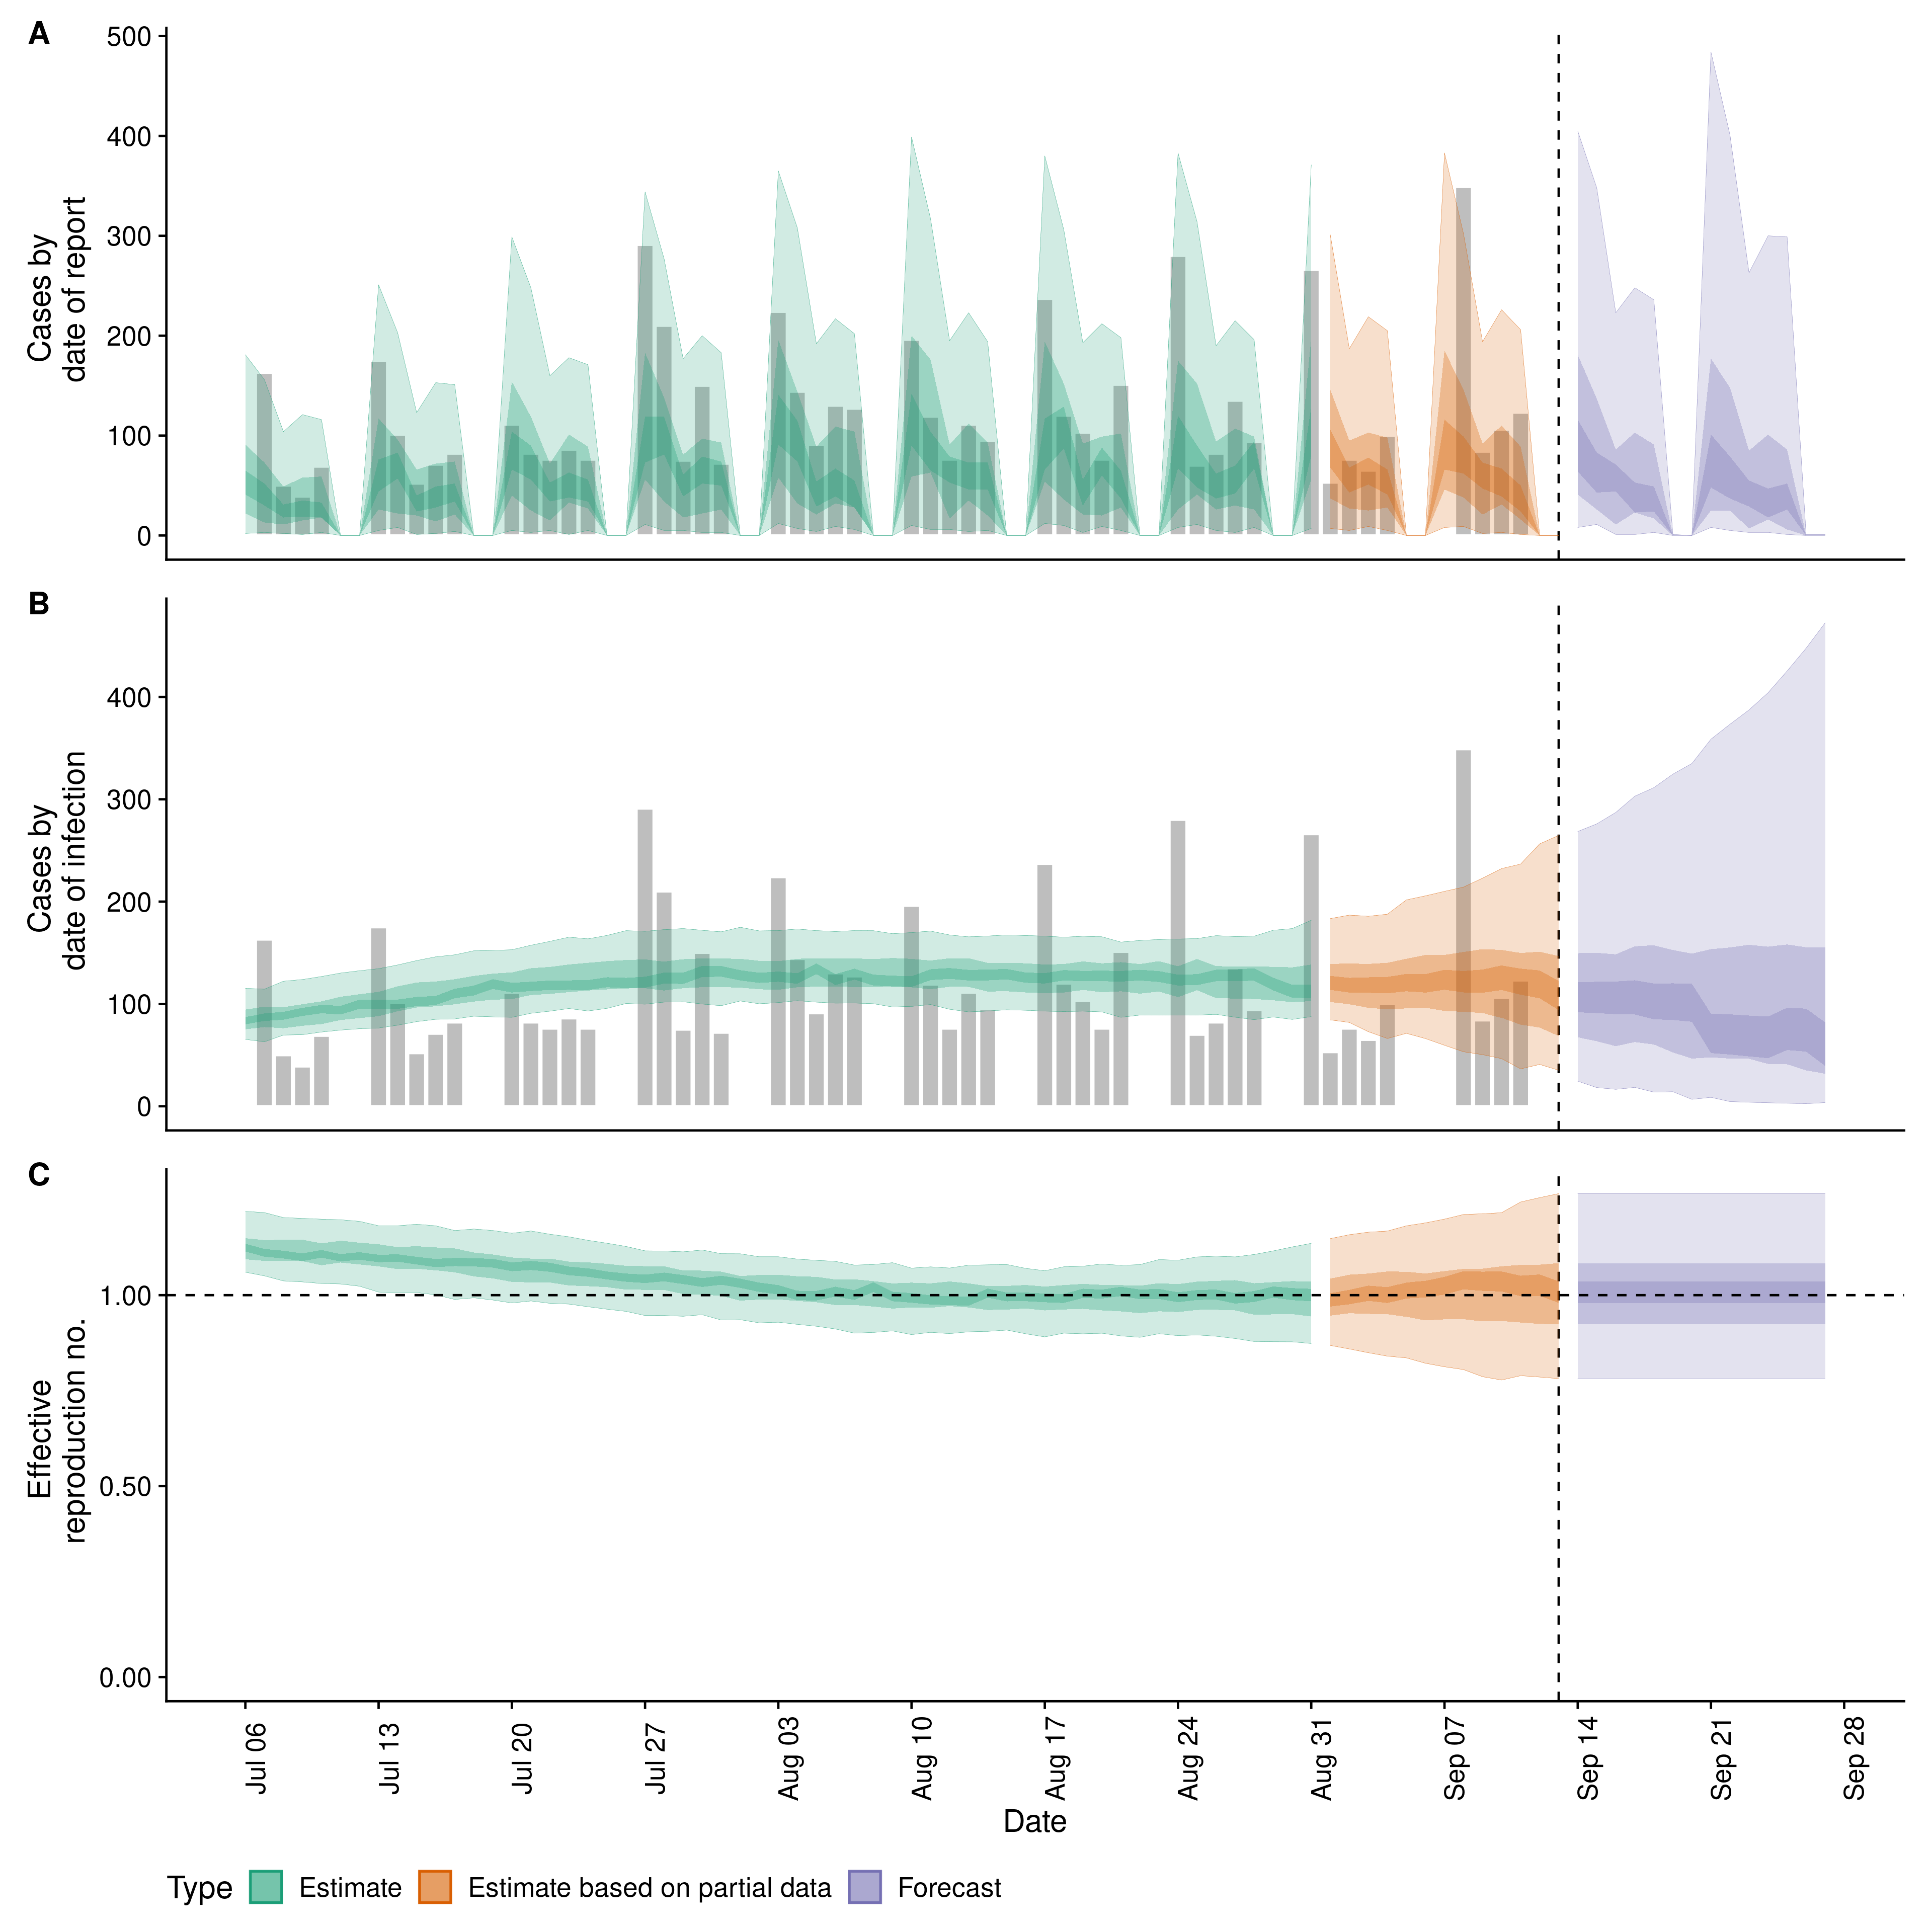 A
500
400
300
200
100
0
Cases by
date of report
B
400
300
200
100
0
Cases by
date of infection
C
1.00
0.50
0.00
Effective
reproduction no.
Jul 06
Jul 13
Jul 20
Jul 27
Aug 03
Aug 10
Aug 17
Aug 24
Aug 31
Sep 07
Sep 14
Sep 21
Sep 28
Date
Type Estimate Estimate based on partial data Forecast